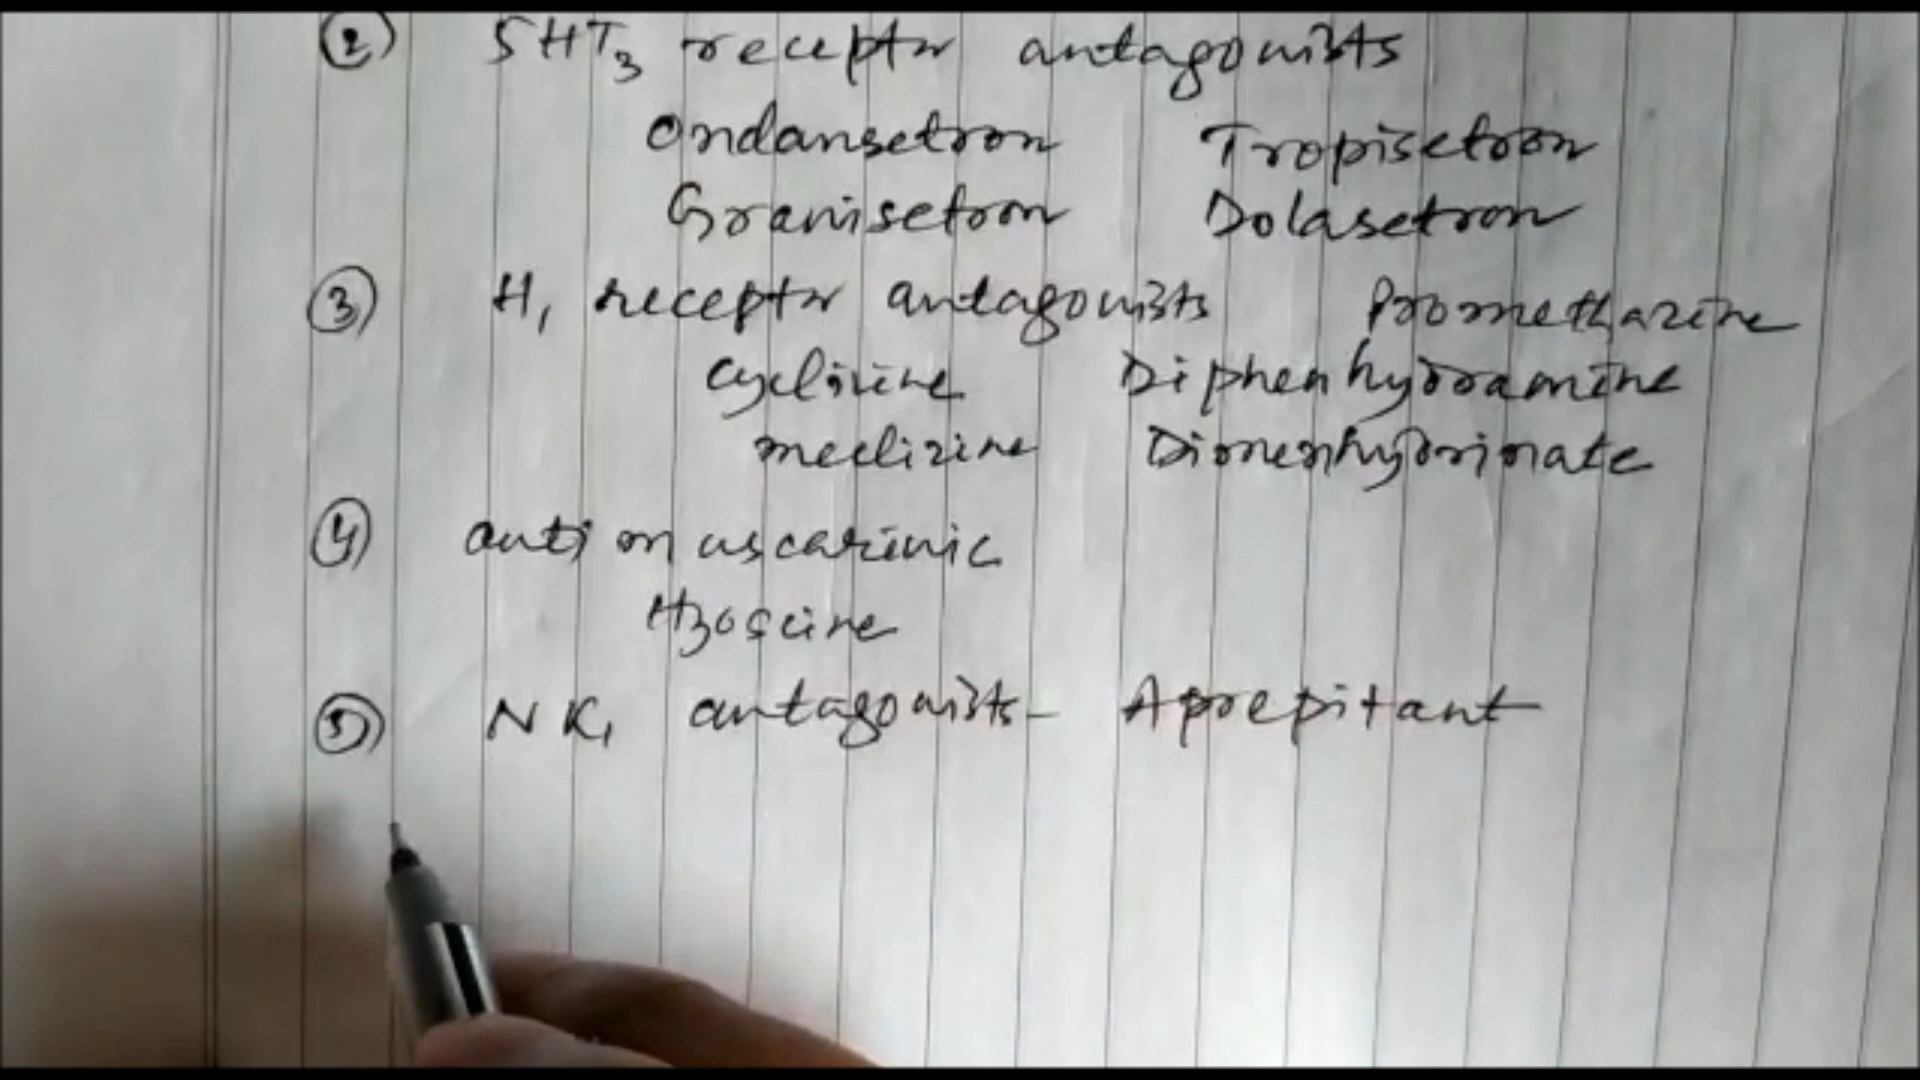 ② 5HT₃ receptor antagonists
Ondansetron Tropisetron
Granisetron Dolasetron
③ H₁ receptor antagonists Promethazine
Cyclizine Diphenhydramine
meclizine Dimenhydrinate
④ antimuscarinic
Hyoscine
⑤ NK₁ antagonists - Aprepitant